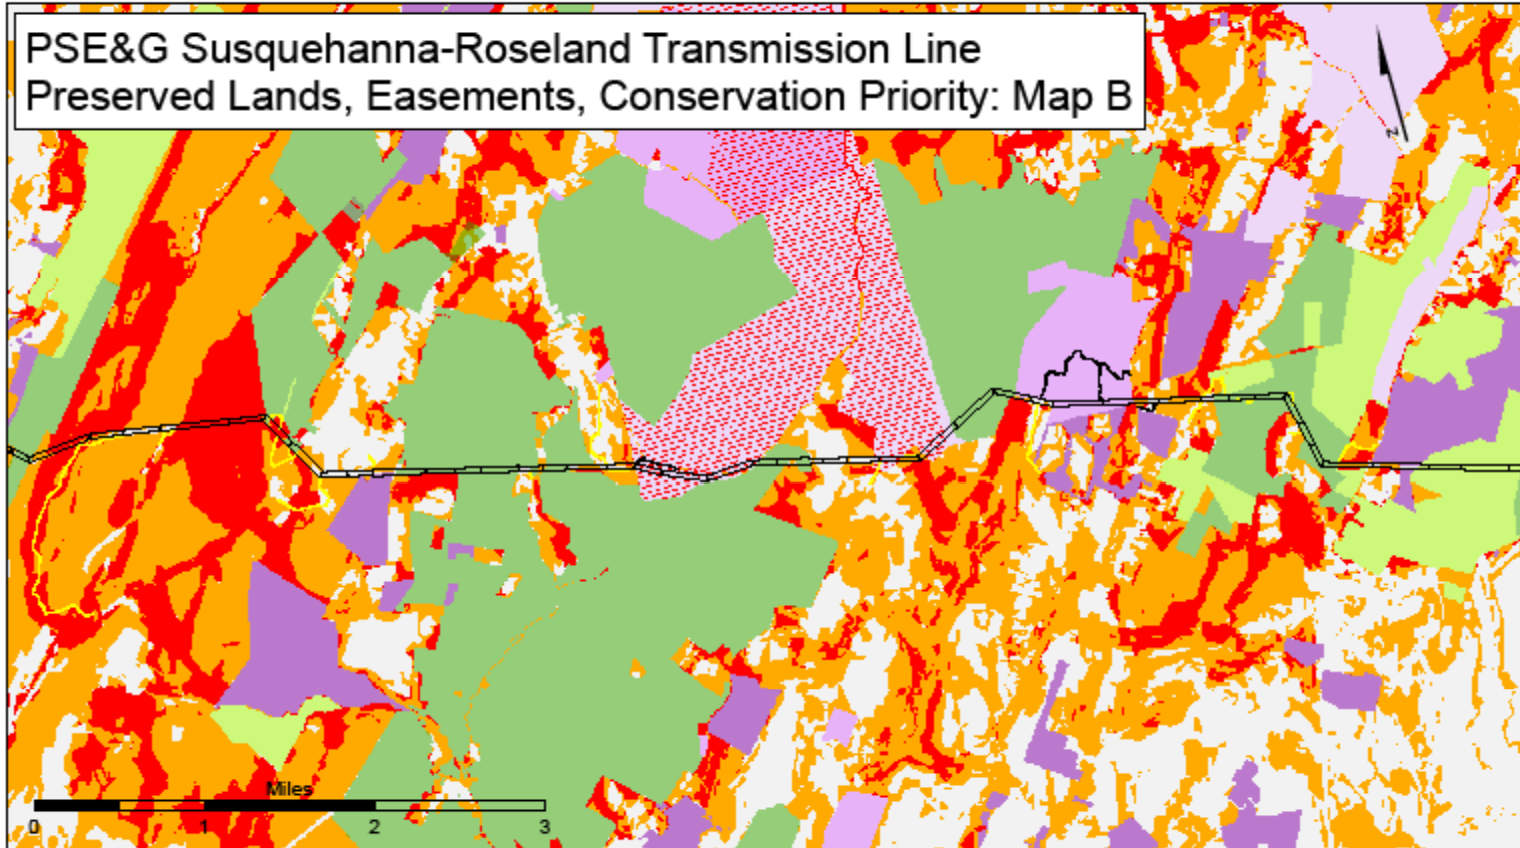 PSE&G Susquehanna-Roseland Transmission Line
Preserved Lands, Easements, Conservation Priority: Map B
N
Miles
0 1 2 3